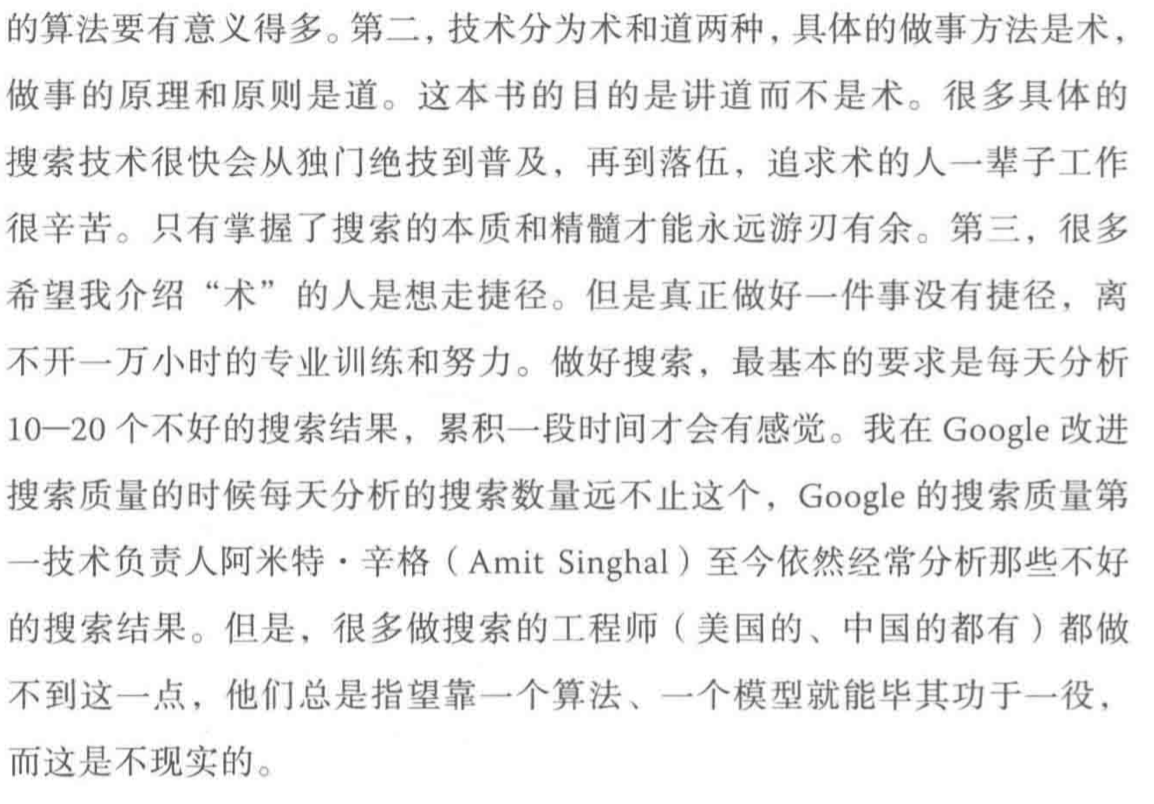 的算法要有意义得多。第二，技术分为术和道两种，具体的做事方法是术，
做事的原理和原则是道。这本书的目的是讲道而不是术。很多具体的
搜索技术很快会从独门绝技到普及，再到落伍，追求术的人一辈子工作
很辛苦。只有掌握了搜索的本质和精髓才能永远游刃有余。第三，很多
希望我介绍“术”的人是想走捷径。但是真正做好一件事没有捷径，离
不开一万小时的专业训练和努力。做好搜索，最基本的要求是每天分析
10—20 个不好的搜索结果，累积一段时间才会有感觉。我在 Google 改进
搜索质量的时候每天分析的搜索数量远不止这个，Google 的搜索质量第
一技术负责人阿米特·辛格（Amit Singhal）至今依然经常分析那些不好
的搜索结果。但是，很多做搜索的工程师（美国的、中国的都有）都做
不到这一点，他们总是指望靠一个算法、一个模型就能毕其功于一役，
而这是不现实的。